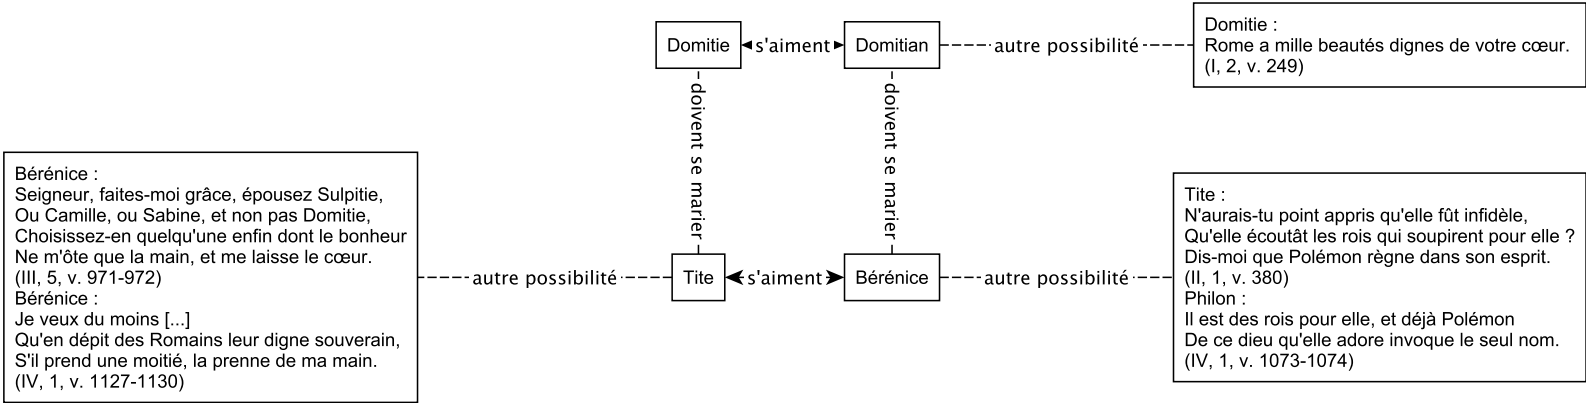 Domitie
s'aiment
Domitian
autre possibilité
Domitie :
Rome a mille beautés dignes de votre cœur.
(I, 2, v. 249)
doivent se marier
doivent se marier
Bérénice :
Seigneur, faites-moi grâce, épousez Sulpitie,
Ou Camille, ou Sabine, et non pas Domitie,
Choisissez-en quelqu'une enfin dont le bonheur
Ne m'ôte que la main, et me laisse le cœur.
(III, 5, v. 971-972)
Bérénice :
Je veux du moins [...]
Qu'en dépit des Romains leur digne souverain,
S'il prend une moitié, la prenne de ma main.
(IV, 1, v. 1127-1130)
autre possibilité
Tite
s'aiment
Bérénice
autre possibilité
Tite :
N'aurais-tu point appris qu'elle fût infidèle,
Qu'elle écoutât les rois qui soupirent pour elle ?
Dis-moi que Polémon règne dans son esprit.
(II, 1, v. 380)
Philon :
Il est des rois pour elle, et déjà Polémon
De ce dieu qu'elle adore invoque le seul nom.
(IV, 1, v. 1073-1074)